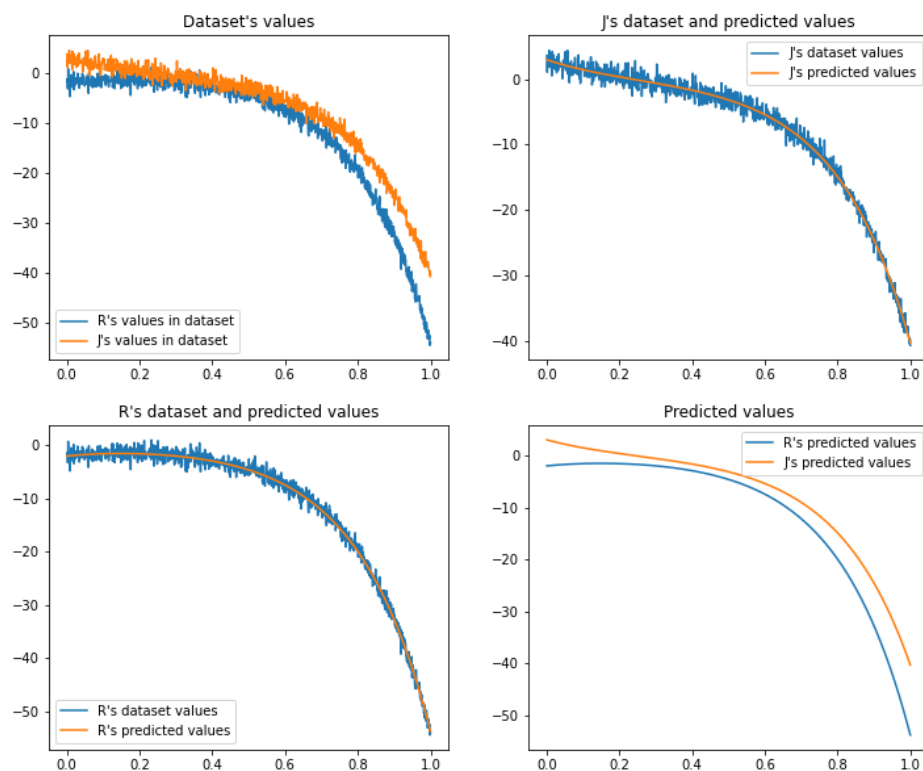 Dataset's values
0
−10
−20
−30
−40
−50
R's values in dataset
J's values in dataset
0.0 0.2 0.4 0.6 0.8 1.0
J's dataset and predicted values
J's dataset values
J's predicted values
0
−10
−20
−30
−40
0.0 0.2 0.4 0.6 0.8 1.0
R's dataset and predicted values
0
−10
−20
−30
−40
−50
R's dataset values
R's predicted values
0.0 0.2 0.4 0.6 0.8 1.0
Predicted values
R's predicted values
J's predicted values
0
−10
−20
−30
−40
−50
0.0 0.2 0.4 0.6 0.8 1.0